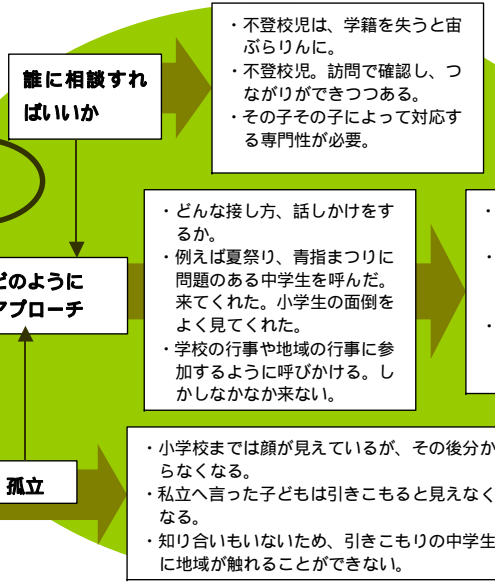 誰に相談すれ
ばいいか
・不登校児は、学籍を失うと宙
ぶらりんに。
・不登校児。訪問で確認し、つ
ながりができつつある。
・その子その子によって対応す
る専門性が必要。
どのように
アプローチ
・どんな接し方、話しかけをす
るか。
・例えば夏祭り、青指まつりに
問題のある中学生を呼んだ。
来てくれた。小学生の面倒を
よく見てくれた。
・学校の行事や地域の行事に参
加するように呼びかける。し
かしなかなか来ない。
孤立
・小学校までは顔が見えているが、その後分か
らなくなる。
・私立へ言った子どもは引きこもると見えなく
なる。
・知り合いもいないため、引きこもりの中学生
に地域が触れることができない。